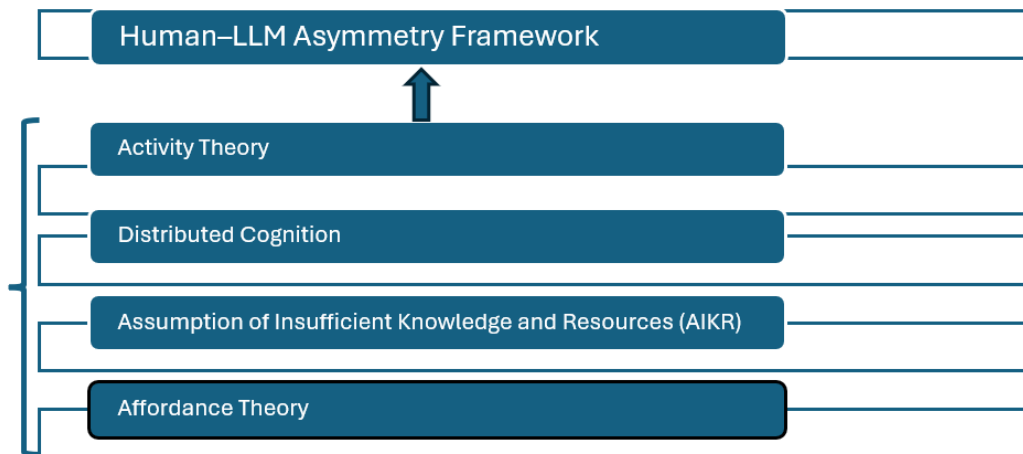 Human–LLM Asymmetry Framework
Activity Theory
Distributed Cognition
Assumption of Insufficient Knowledge and Resources (AIKR)
Affordance Theory